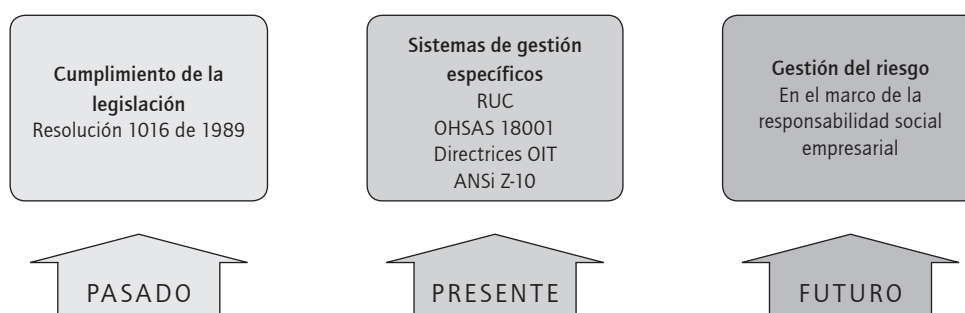 Cumplimiento de la
legislación
Resolución 1016 de 1989
Sistemas de gestión
específicos
RUC
OHSAS 18001
Directrices OIT
ANSi Z-10
Gestión del riesgo
En el marco de la
responsabilidad social
empresarial
PASADO
PRESENTE
FUTURO